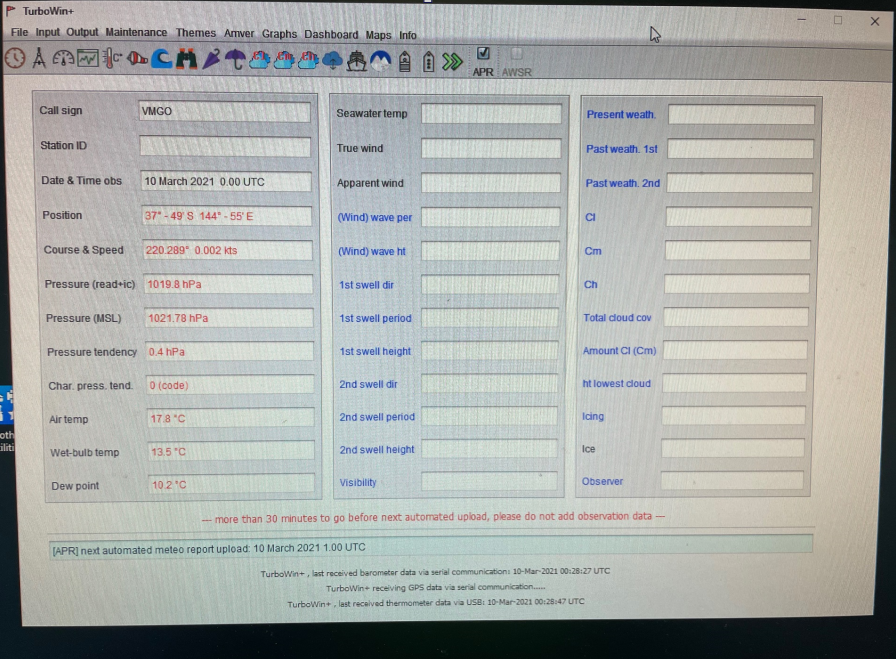 TurboWin+
File Input Output Maintenance Themes Amver Graphs Dashboard Maps Info
APR AWSR
Call sign VMGO
Station ID
Date & Time obs 10 March 2021 0.00 UTC
Position 37° - 49' S 144° - 55' E
Course & Speed 220.289° 0.002 kts
Pressure (read+ic) 1019.8 hPa
Pressure (MSL) 1021.78 hPa
Pressure tendency 0.4 hPa
Char. press. tend. 0 (code)
Air temp 17.8 °C
Wet-bulb temp 13.5 °C
Dew point 10.2 °C
Seawater temp
True wind
Apparent wind
(Wind) wave per
(Wind) wave ht
1st swell dir
1st swell period
1st swell height
2nd swell dir
2nd swell period
2nd swell height
Visibility
Present weath.
Past weath. 1st
Past weath. 2nd
Cl
Cm
Ch
Total cloud cov
Amount Cl (Cm)
ht lowest cloud
Icing
Ice
Observer
--- more than 30 minutes to go before next automated upload, please do not add observation data ---
[APR] next automated meteo report upload: 10 March 2021 1.00 UTC
TurboWin+ , last received barometer data via serial communication: 10-Mar-2021 00:28:27 UTC
TurboWin+ receiving GPS data via serial communication.....
TurboWin+ , last received thermometer data via USB: 10-Mar-2021 00:28:47 UTC